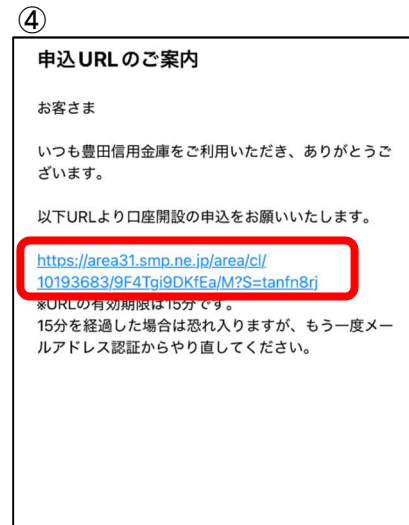 ④
申込URLのご案内
お客さま
いつも豊田信用金庫をご利用いただき、ありがとうご
ざいます。
以下URLより口座開設の申込をお願いいたします。
https://area31.smp.ne.jp/area/cl/
10193683/9F4Tgi9DKfEa/M?S=tanfn8rj
※URLの有効期限は15分です。
15分を経過した場合は恐れ入りますが、もう一度メー
ルアドレス認証からやり直してください。